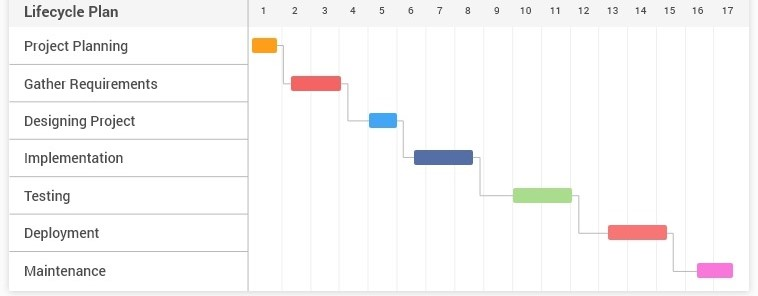 Lifecycle Plan 1 2 3 4 5 6 7 8 9 10 11 12 13 14 15 16 17
Project Planning
Gather Requirements
Designing Project
Implementation
Testing
Deployment
Maintenance